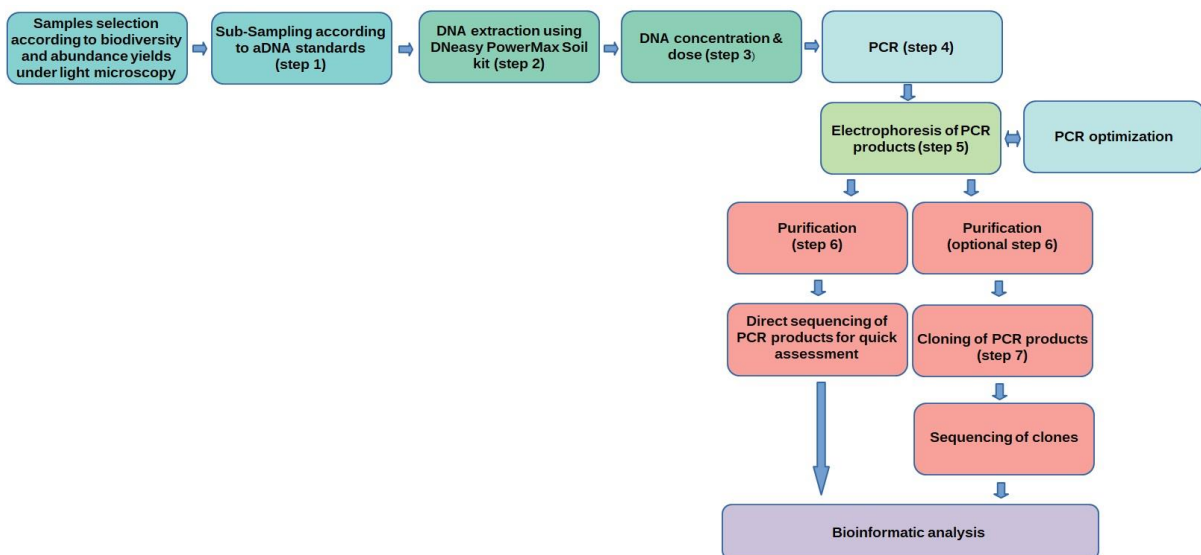 Samples selection
according to biodiversity
and abundance yields
under light microscopy
Sub-Sampling according
to aDNA standards
(step 1)
DNA extraction using
DNeasy PowerMax Soil
kit (step 2)
DNA concentration &
dose (step 3)
PCR (step 4)
Electrophoresis of PCR
products (step 5)
PCR optimization
Purification
(step 6)
Purification
(optional step 6)
Direct sequencing of
PCR products for quick
assessment
Cloning of PCR products
(step 7)
Sequencing of clones
Bioinformatic analysis